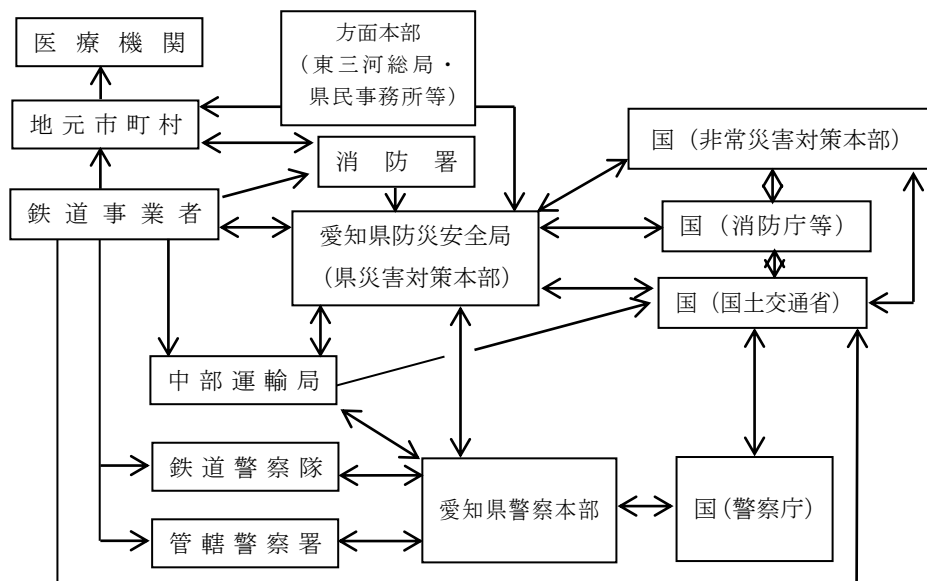 医療機関
方面本部
（東三河総局・
県民事務所等）
地元市町村
国（非常災害対策本部）
消防署
鉄道事業者
愛知県防災安全局
（県災害対策本部）
国（消防庁等）
国（国土交通省）
中部運輸局
鉄道警察隊
愛知県警察本部
国（警察庁）
管轄警察署